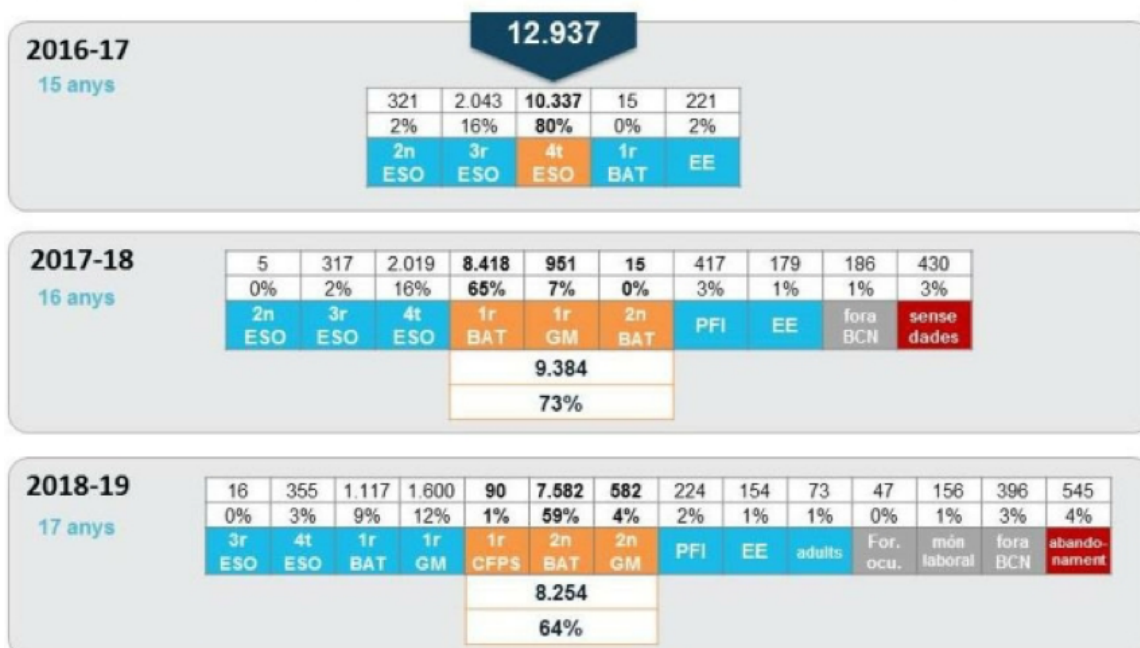 12.937
2016-17
15 anys
321 2.043 10.337 15 221
2% 16% 80% 0% 2%
2n 3r 4t 1r EE
ESO ESO ESO BAT
2017-18
16 anys
5 317 2.019 8.418 951 15 417 179 186 430
0% 2% 16% 65% 7% 0% 3% 1% 1% 3%
2n 3r 4t 1r 1r 2n PFI EE fora sense
ESO ESO ESO BAT GM BAT BCN dades
9.384
73%
2018-19
17 anys
16 355 1.117 1.600 90 7.582 582 224 154 73 47 156 396 545
0% 3% 9% 12% 1% 59% 4% 2% 1% 1% 0% 1% 3% 4%
3r 4t 1r 1r 1r 2n 2n PFI EE adults For. món fora abando-
ESO ESO BAT GM CFPS BAT GM ocu. laboral BCN nament
8.254
64%